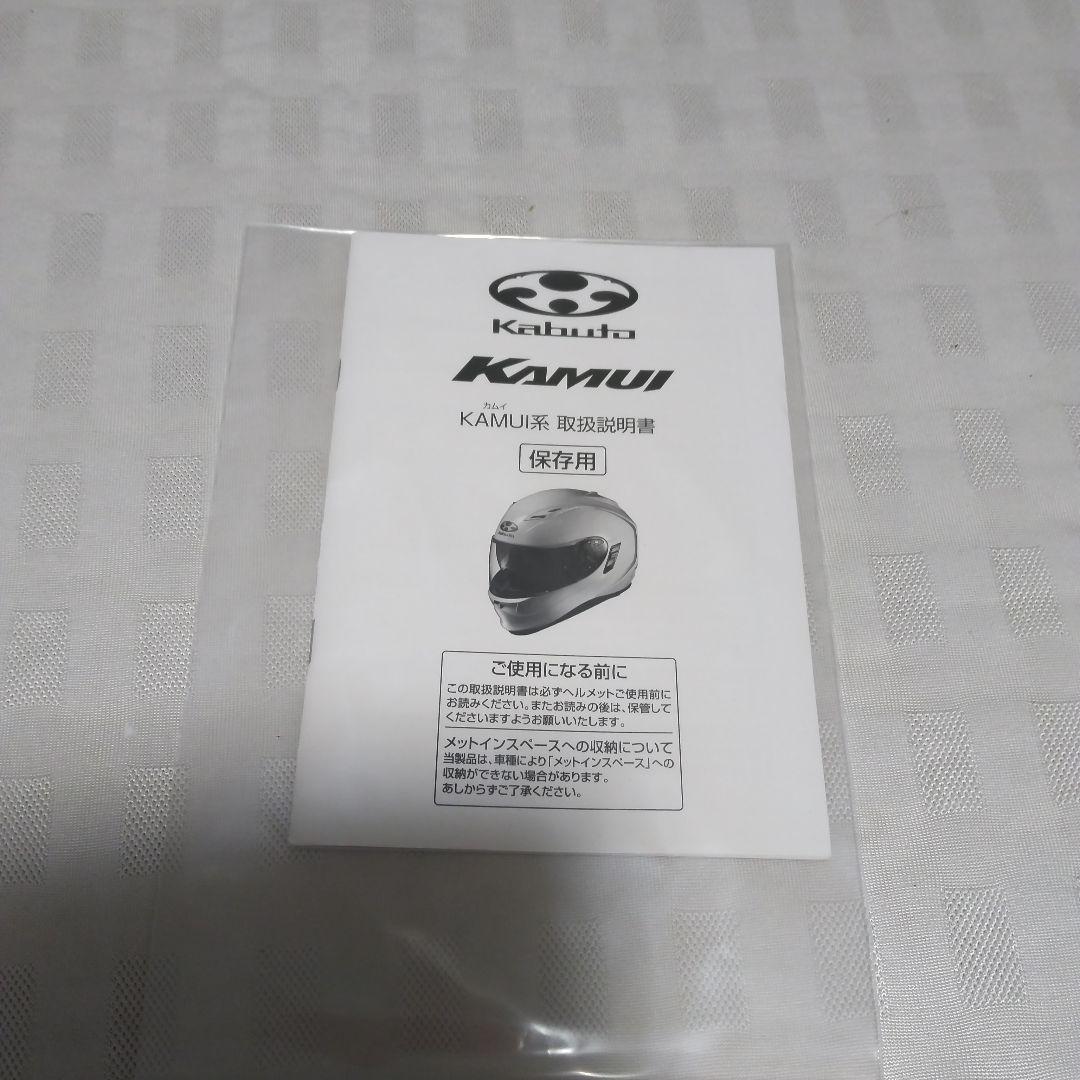 Kabuto
KAMUI
カムイ
KAMUI系 取扱説明書
保存用
Kabuto
ご使用になる前に
この取扱説明書は必ずヘルメットご使用前に
お読みください。またお読みの後は、保管して
くださいますようお願いいたします。
メットインスペースへの収納について
当製品は、車種により「メットインスペース」への
収納ができない場合があります。
あしからずご了承ください。